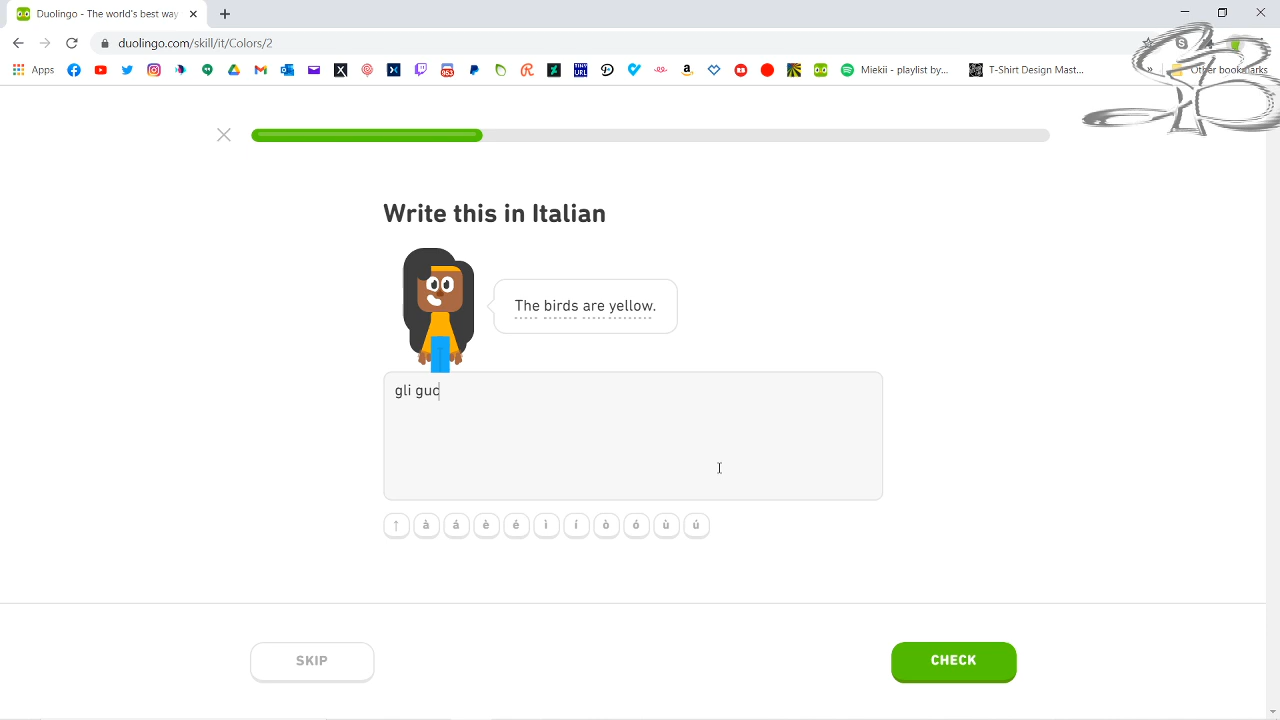 Duolingo - The world's best way
duolingo.com/skill/it/Colors/2
Apps
Miekii - playlist by...
T-Shirt Design Mast...
»
Other bookmarks
Write this in Italian
The birds are yellow.
gli guc
↑ à á è é ì í ò ó ù ú
SKIP
CHECK